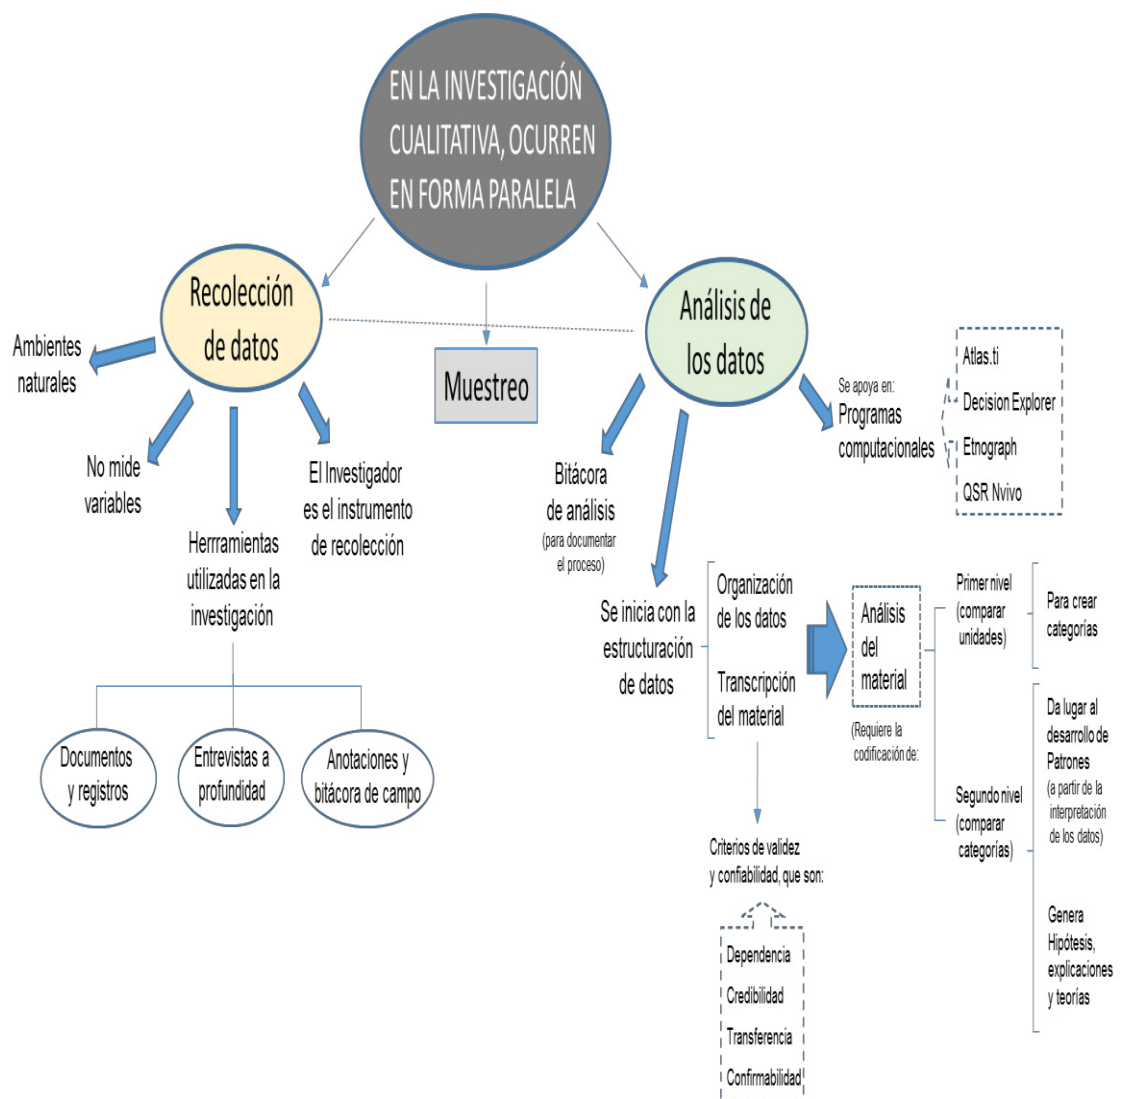 EN LA INVESTIGACIÓN
CUALITATIVA, OCURREN
EN FORMA PARALELA
Recolección
de datos
Análisis de
los datos
Muestreo
Ambientes
naturales
No mide
variables
Herrramientas
utilizadas en la
investigación
El Investigador
es el instrumento
de recolección
Documentos
y registros
Entrevistas a
profundidad
Anotaciones y
bitácora de campo
Bitácora
de análisis
(para documentar
el proceso)
Se inicia con la
estructuración
de datos
Se apoya en:
Programas
computacionales
Atlas.ti
Decision Explorer
Etnograph
QSR Nvivo
Organización
de los datos
Transcripción
del material
Análisis
del
material
(Requiere la
codificación de:
Primer nivel
(comparar
unidades)
Para crear
categorías
Segundo nivel
(comparar
categorías)
Da lugar al
desarrollo de
Patrones
(a partir de la
interpretación
de los datos)
Genera
Hipótesis,
explicaciones
y teorías
Criterios de validez
y confiabilidad, que son:
Dependencia
Credibilidad
Transferencia
Confirmabilidad